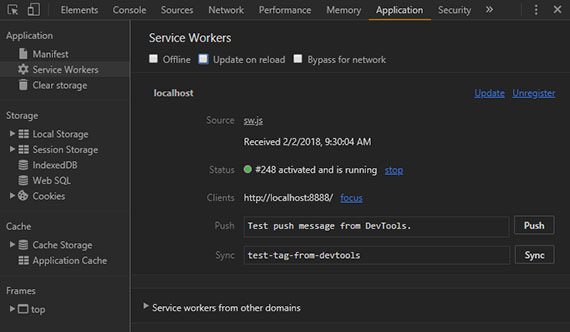 Elements Console Sources Network Performance Memory Application Security »
Application
Manifest
Service Workers
Clear storage
Storage
Local Storage
Session Storage
IndexedDB
Web SQL
Cookies
Cache
Cache Storage
Application Cache
Frames
top
Service Workers
Offline Update on reload Bypass for network
localhost Update Unregister
Source sw.js
Received 2/2/2018, 9:30:04 AM
Status #248 activated and is running stop
Clients http://localhost:8888/ focus
Push Test push message from DevTools. Push
Sync test-tag-from-devtools Sync
Service workers from other domains